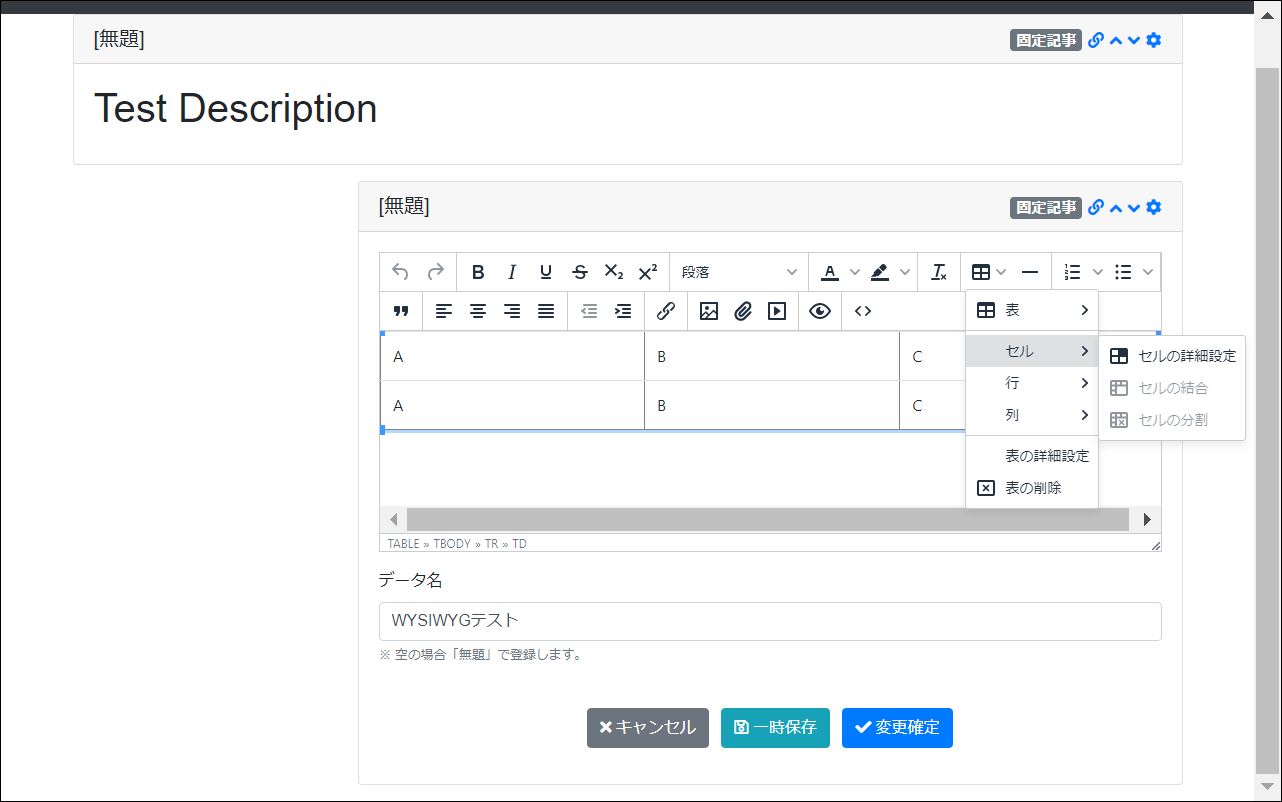 [無題]
固定記事
Test Description
[無題]
固定記事
B I U S X₂ X²
段落
A
Tx
表
A B C
セル
セルの詳細設定
行
セルの結合
A B C
列
セルの分割
表の詳細設定
表の削除
TABLE » TBODY » TR » TD
データ名
WYSIWYGテスト
※ 空の場合「無題」で登録します。
キャンセル
一時保存
変更確定